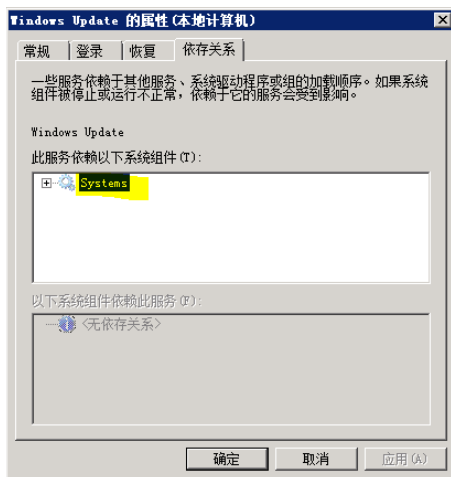 Windows Update 的属性(本地计算机)
常规 登录 恢复 依存关系
一些服务依赖于其他服务、系统驱动程序或组的加载顺序。如果系统
组件被停止或运行不正常，依赖于它的服务会受到影响。
Windows Update
此服务依赖以下系统组件(T):
Systems
以下系统组件依赖此服务(F):
<无依存关系>
确定 取消 应用(A)